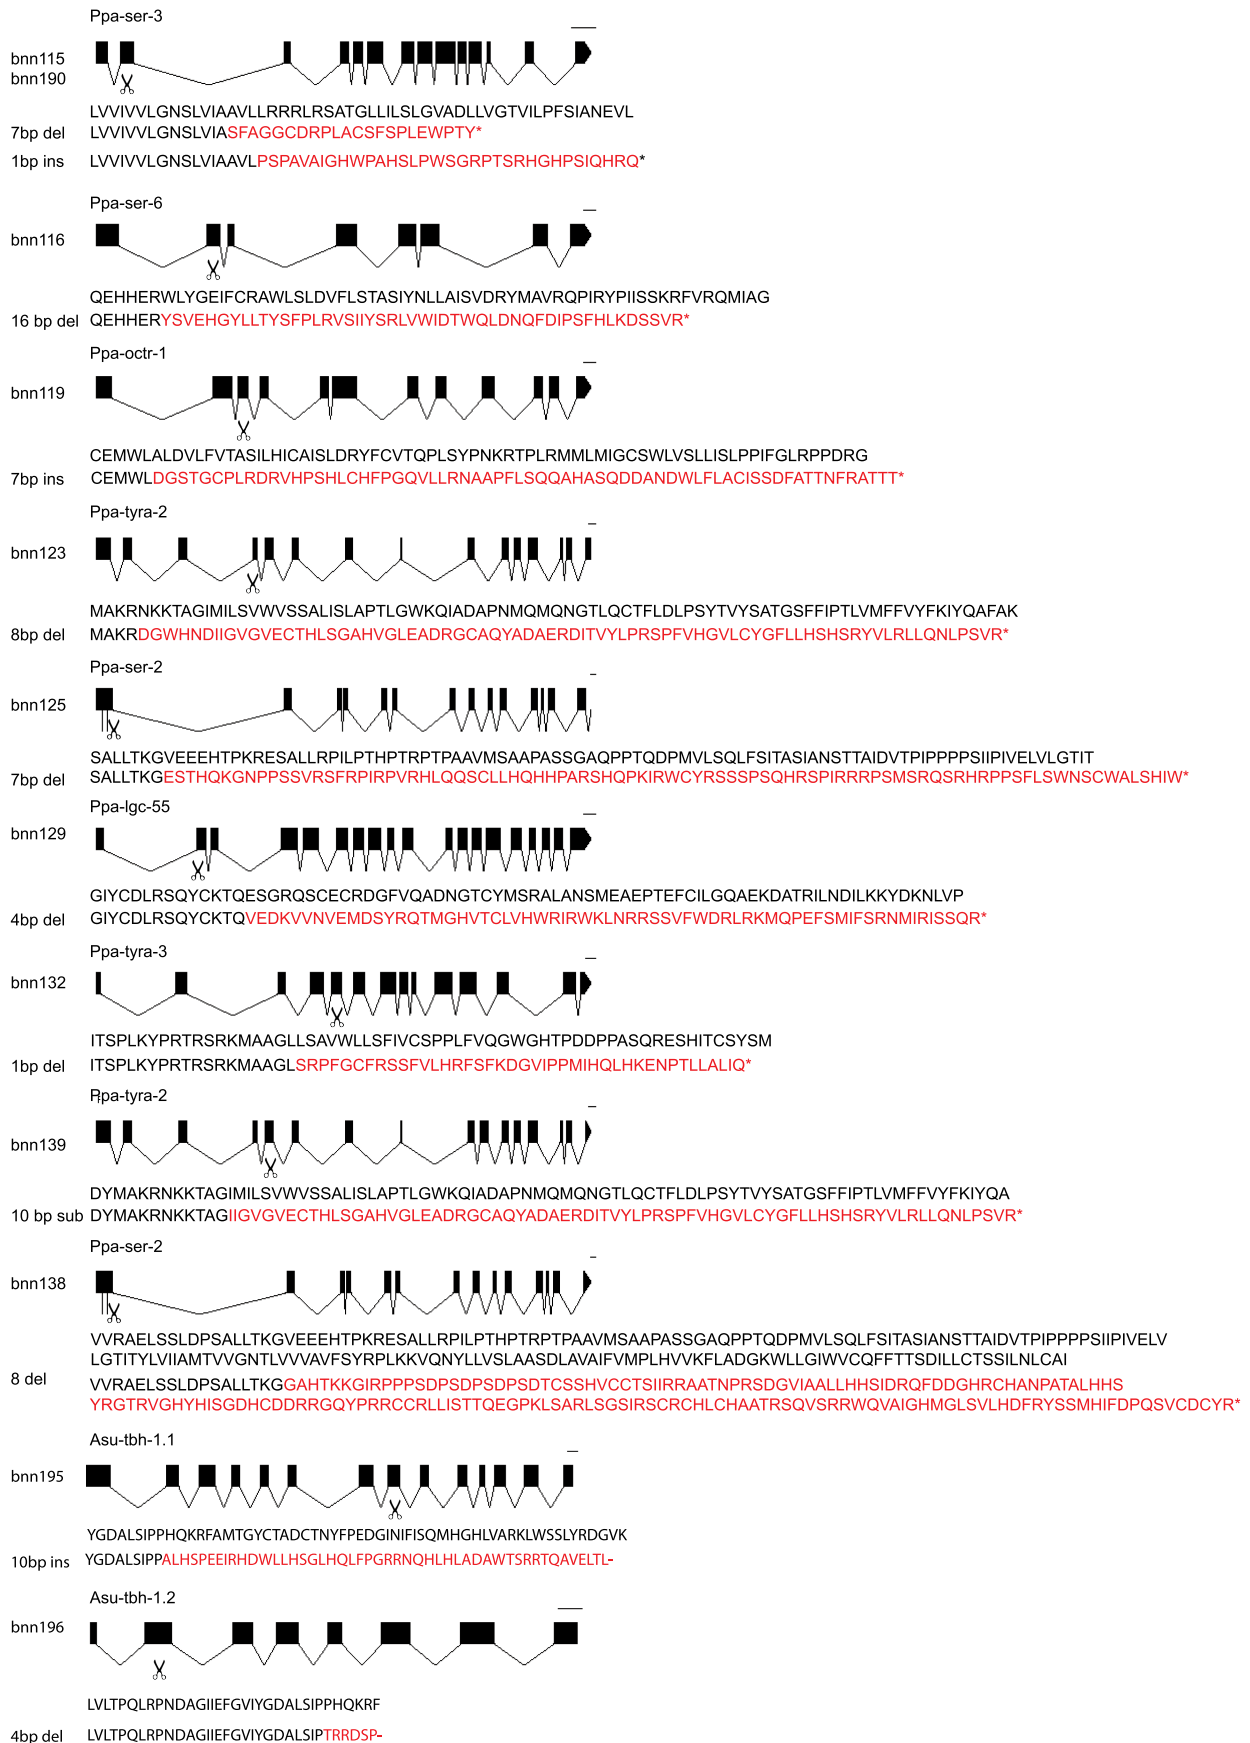 Ppa-ser-3
bnn115
bnn190
LVVIVVLGNSLVIAAVLLRRRLRSATGLLILSLGVADLLVGTVILPFSIANEVL
7bp del LVVIVVLGNSLVIASFAGGCDRPLACSFSPLEWPTY*
1bp ins LVVIVVLGNSLVIAAVLPSPAVAIGHWPAHSLPWSGRPTSRHGHPSIQHRQ*
Ppa-ser-6
bnn116
QEHHERWLYGEIFCRAWLSLDVFLSTASIYNLLAISVDRYMAVRQPIRYPIISSKRFVRQMIAG
16 bp del QEHHERYSVEHGYLLTYSFPLRVSIIYSRLVWIDTWQLDNQFDIPSFHLKDSSVR*
Ppa-octr-1
bnn119
CEMWLALDVLFVTASILHICAISLDRYFCVTQPLSYPNKRTPLRMMLMIGCSWLVSLLISLPPIFGLRPPDRG
7bp ins CEMWLDGSTGCPLRDRVHPSHLCHFPGQVLLRNAAPFLSQQAHASQDDANDWLFLACISSDFATTNFRATTT*
Ppa-tyra-2
bnn123
MAKRNKKTAGIMILSVWVSSALISLAPTLGWKQIADAPNMQMQNGTLQCTFLDLPSYTVYSATGSFFIPTLVMFFVYFKIYQAFAK
8bp del MAKRDGWHNDIIGVGVECTHLSGAHVGLEADRGCAQYADAERDITVYLPRSPFVHGVLCYGFLLHSHSRYVLRLLQNLPSVR*
Ppa-ser-2
bnn125
SALLTKGVEEEHTPKRESALLRPILPTHPTRPTPAAVMSAAPASSGAQPPTQDPMVLSQLFSITASIANSTTAIDVTPIPPPPSIIPIVELVLGTIT
7bp del SALLTKGESTHQKGNPPSSVRSFRPIRPVRHLQQSCLLHQHHPARSHQPKIRWCYRSSSPSQHRSPIRRRPSMSRQSRHRPPSFLSWNSCWALSHIW*
Ppa-lgc-55
bnn129
GIYCDLRSQYCKTQESGRQSCECRDGFVQADNGTCYMSRALANSMEAEPTEFCILGQAEKDATRILNDILKKYDKNLVP
4bp del GIYCDLRSQYCKTQVEDKVVNVEMDSYRQTMGHVTCLVHWRIRWKLNRRSSVFWDRLRKMQPEFSMIFSRNMIRISSQR*
Ppa-tyra-3
bnn132
ITSPLKYPRTRSRKMAAGLLSAVWLLSFIVCSPPLFVQGWGHTPDDPPASQRESHITCSYSM
1bp del ITSPLKYPRTRSRKMAAGLSRPFGCFRSSFVLHRFSFKDGVIPPMIHQLHKENPTLLALIQ*
Ppa-tyra-2
bnn139
DYMAKRNKKTAGIMILSVWVSSALISLAPTLGWKQIADAPNMQMQNGTLQCTFLDLPSYTVYSATGSFFIPTLVMFFVYFKIYQA
10 bp sub DYMAKRNKKTAGIIGVGVECTHLSGAHVGLEADRGCAQYADAERDITVYLPRSPFVHGVLCYGFLLHSHSRYVLRLLQNLPSVR*
Ppa-ser-2
bnn138
VVRAELSSLDPSALLTKGVEEEHTPKRESALLRPILPTHPTRPTPAAVMSAAPASSGAQPPTQDPMVLSQLFSITASIANSTTAIDVTPIPPPPSIIPIVELV
LGTITYLVIIAMTVVGNTLVVVAVFSYRPLKKVQNYLLVSLAASDLAVAIFVMPLHVVKFLADGKWLLGIWVCQFFTTSDILLCTSSILNLCAI
8 del VVRAELSSLDPSALLTKGGAHTKKGIRPPPSDPSDPSDPSDTCSSHVCCTSIIRRAATNPRSDGVIAALLHHSIDRQFDDGHRCHANPATALHHS
YRGTRVGHYHISGDHCDDRRGQYPRRCCRLLISTTQEGPKLSARLSGSIRSCRCHLCHAATRSQVSRRWQVAIGHMGLSVLHDFRYSSMHIFDPQSVCDCYR*
Asu-tbh-1.1
bnn195
YGDALSIPPHQKRFAMTGYCTADCTNYFPEDGINIFISQMHGHLVARKLWSSLYRDGVK
10bp ins YGDALSIPPALHSPEEIRHDWLLHSGLHQLFPGRRNQHLHLADAWTSRRTQAVELTL-
Asu-tbh-1.2
bnn196
LVLTPQLRPNDAGIIEFGVIYGDALSIPPHQKRF
4bp del LVLTPQLRPNDAGIIEFGVIYGDALSIPTRRDSP-